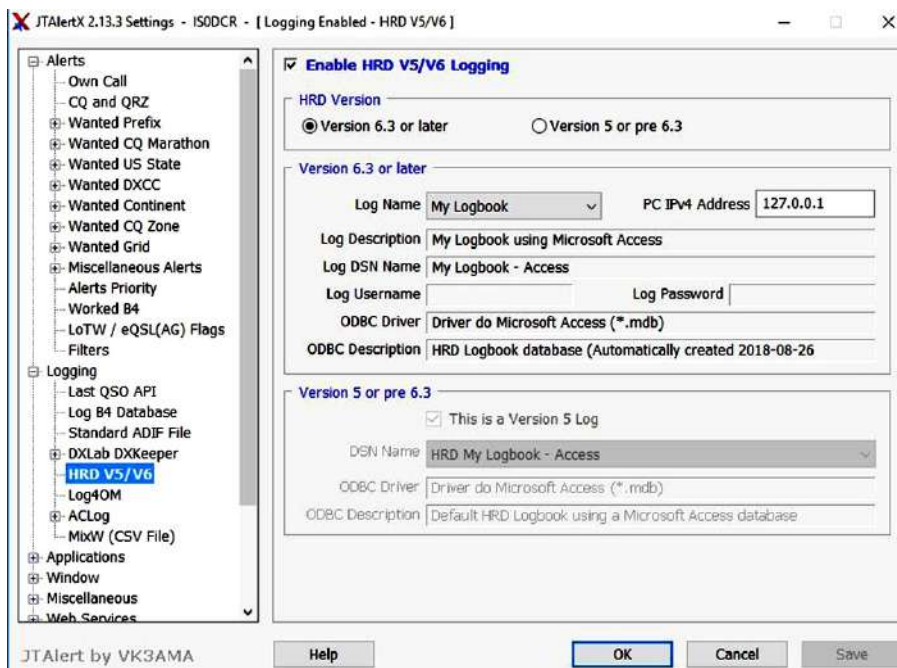 JTAlertX 2.13.3 Settings - IS0DCR - [ Logging Enabled - HRD V5/V6 ]
Alerts
Own Call
CQ and QRZ
Wanted Prefix
Wanted CQ Marathon
Wanted US State
Wanted DXCC
Wanted Continent
Wanted CQ Zone
Wanted Grid
Miscellaneous Alerts
Alerts Priority
Worked B4
LoTW / eQSL(AG) Flags
Filters
Logging
Last QSO API
Log B4 Database
Standard ADIF File
DXLab DXKeeper
HRD V5/V6
Log4OM
ACLog
MixW (CSV File)
Applications
Window
Miscellaneous
Web Services
Enable HRD V5/V6 Logging
HRD Version
Version 6.3 or later Version 5 or pre 6.3
Version 6.3 or later
Log Name My Logbook PC IPv4 Address 127.0.0.1
Log Description My Logbook using Microsoft Access
Log DSN Name My Logbook - Access
Log Username Log Password
ODBC Driver Driver do Microsoft Access (*.mdb)
ODBC Description HRD Logbook database (Automatically created 2018-08-26
Version 5 or pre 6.3
This is a Version 5 Log
DSN Name HRD My Logbook - Access
ODBC Driver Driver do Microsoft Access (*.mdb)
ODBC Description Default HRD Logbook using a Microsoft Access database
JTAlert by VK3AMA Help OK Cancel Save